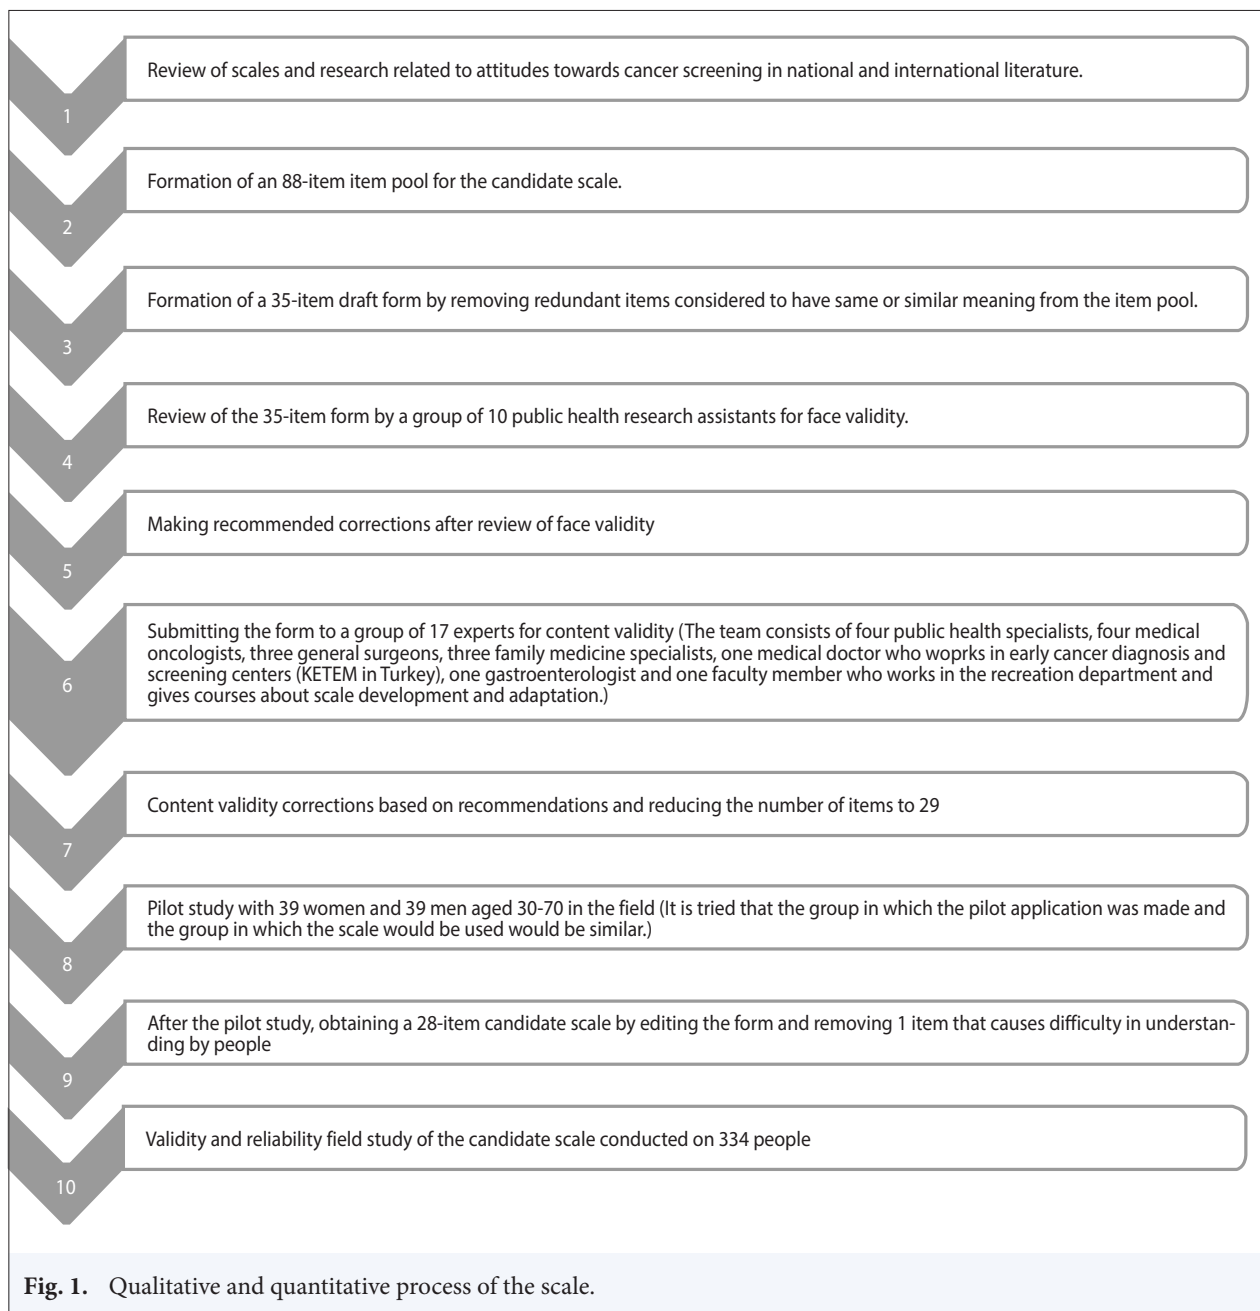 1
Review of scales and research related to attitudes towards cancer screening in national and international literature.
2
Formation of an 88-item item pool for the candidate scale.
3
Formation of a 35-item draft form by removing redundant items considered to have same or similar meaning from the item pool.
4
Review of the 35-item form by a group of 10 public health research assistants for face validity.
5
Making recommended corrections after review of face validity
6
Submitting the form to a group of 17 experts for content validity (The team consists of four public health specialists, four medical
oncologists, three general surgeons, three family medicine specialists, one medical doctor who woprks in early cancer diagnosis and
screening centers (KETEM in Turkey), one gastroenterologist and one faculty member who works in the recreation department and
gives courses about scale development and adaptation.)
7
Content validity corrections based on recommendations and reducing the number of items to 29
8
Pilot study with 39 women and 39 men aged 30-70 in the field (It is tried that the group in which the pilot application was made and
the group in which the scale would be used would be similar.)
9
After the pilot study, obtaining a 28-item candidate scale by editing the form and removing 1 item that causes difficulty in understan-
ding by people
10
Validity and reliability field study of the candidate scale conducted on 334 people
Fig. 1. Qualitative and quantitative process of the scale.